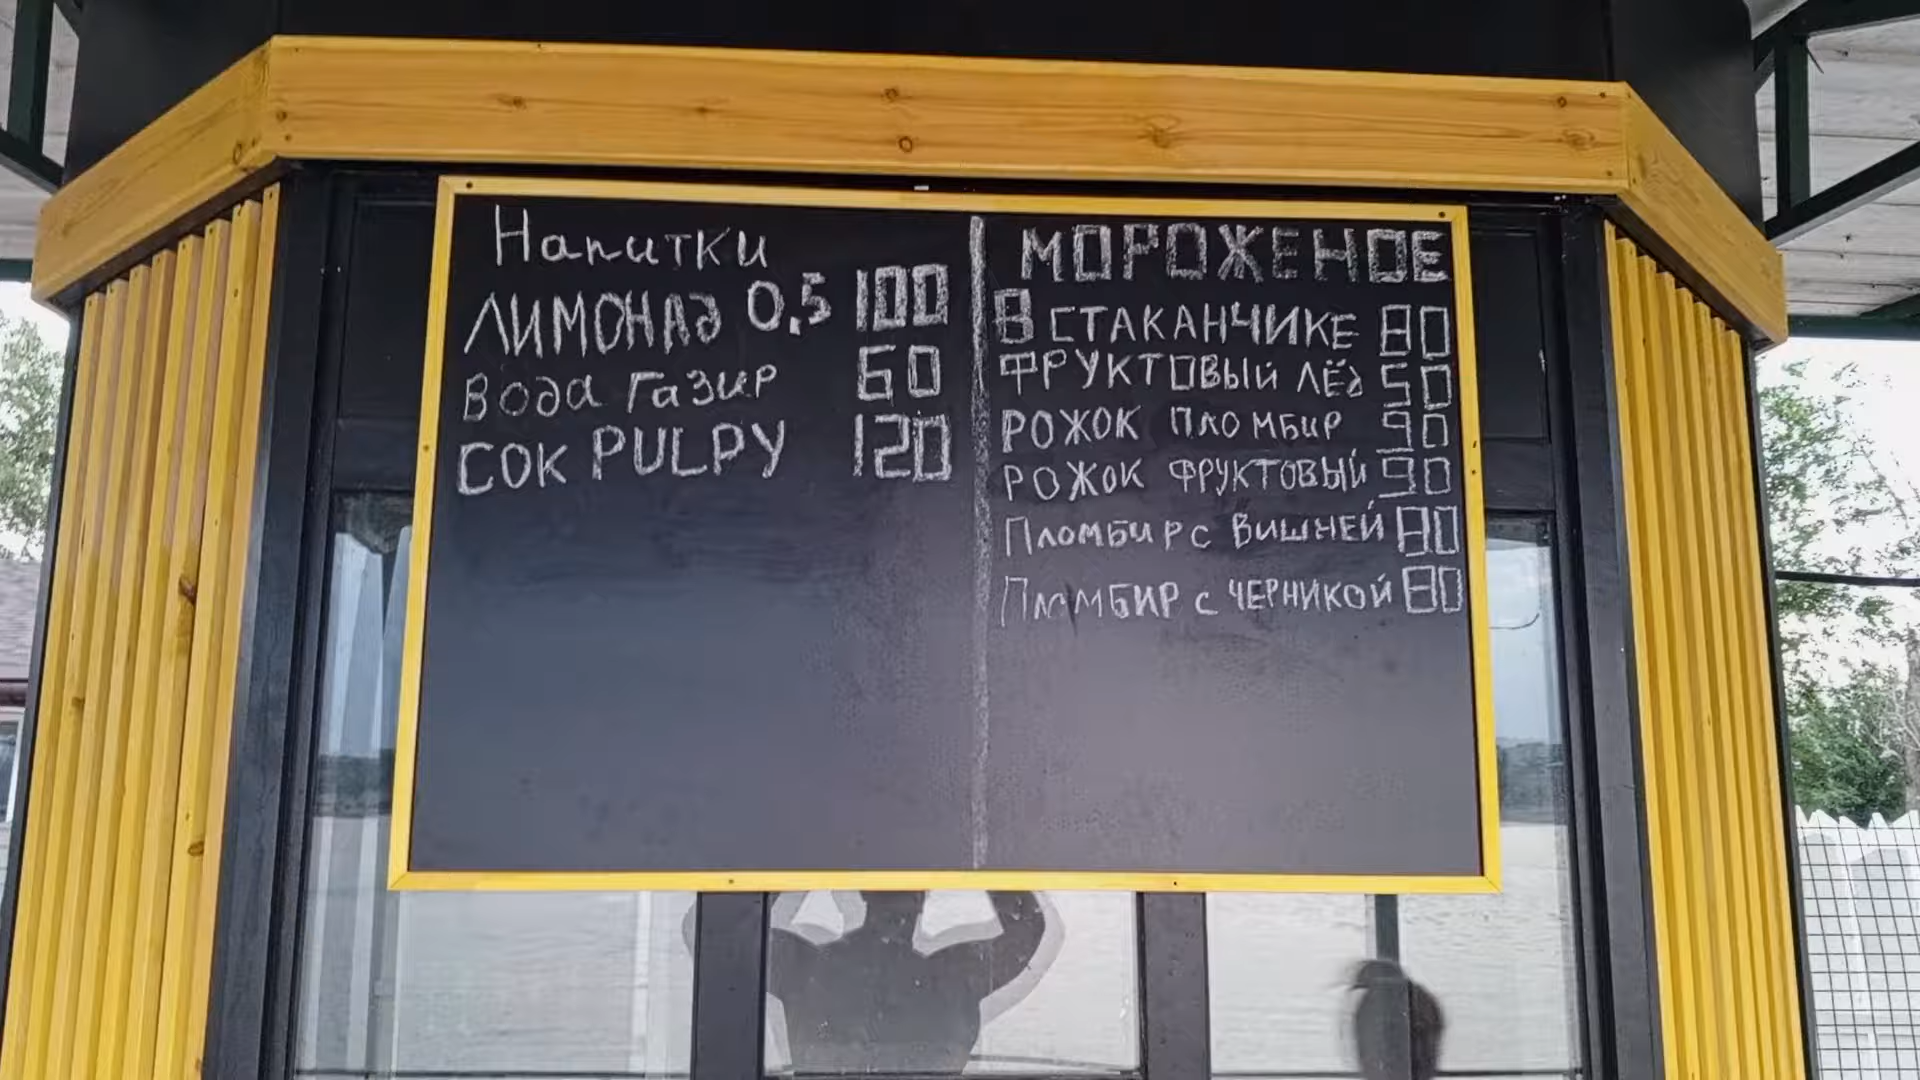 Напитки
ЛИМОНАд 0,5 100
Вода газир 60
СОК PULPY 120
МОРОЖЕНОЕ
В СТАКАНЧИКЕ 80
ФРУКТОВЫЙ ЛЁд 50
РОЖОК ПЛОМБИР 90
РОЖОК ФРУКТОВЫЙ 90
ПЛОМБИР с ВИШНЕЙ 80
ПЛОМБИР с ЧЕРНИКОЙ 80